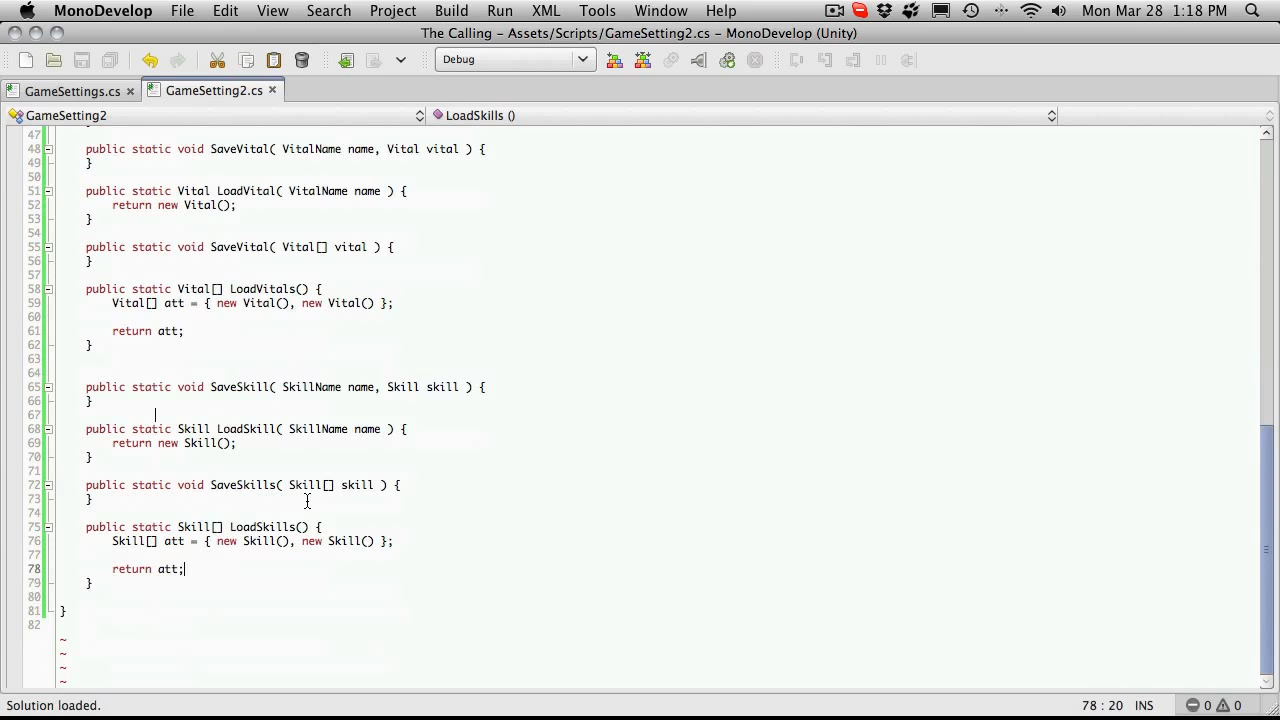 MonoDevelop File Edit View Search Project Build Run XML Tools Window Help Mon Mar 28 1:18 PM
The Calling - Assets/Scripts/GameSetting2.cs - MonoDevelop (Unity)
Debug
GameSettings.cs GameSetting2.cs
GameSetting2 LoadSkills ()
47
48 public static void SaveVital( VitalName name, Vital vital ) {
49 }
50
51 public static Vital LoadVital( VitalName name ) {
52 return new Vital();
53 }
54
55 public static void SaveVital( Vital[] vital ) {
56 }
57
58 public static Vital[] LoadVitals() {
59 Vital[] att = { new Vital(), new Vital() };
60
61 return att;
62 }
63
64
65 public static void SaveSkill( SkillName name, Skill skill ) {
66 }
67
68 public static Skill LoadSkill( SkillName name ) {
69 return new Skill();
70 }
71
72 public static void SaveSkills( Skill[] skill ) {
73 }
74
75 public static Skill[] LoadSkills() {
76 Skill[] att = { new Skill(), new Skill() };
77
78 return att;
79 }
80
81 }
82
~
~
~
~
Solution loaded. 78 : 20 INS 0 0